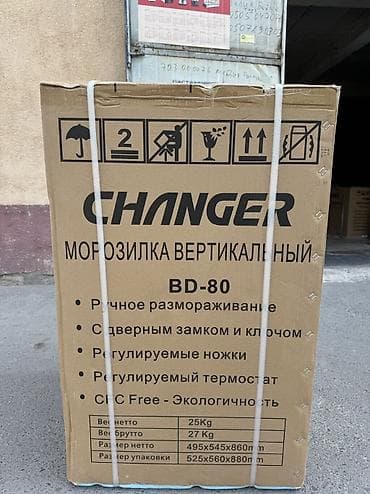 2
CHANGER
МОРОЗИЛКА ВЕРТИКАЛЬНЫЙ
BD-80
• Ручное размораживание
• С дверным замком и ключом
• Регулируемые ножки
• Регулируемый термостат
• CFC Free - Экологичность
Вес нетто 25Kg
Вес брутто 27 Kg
Размер нетто 495x545x860mm
Размер упаковки 525x560x880mm